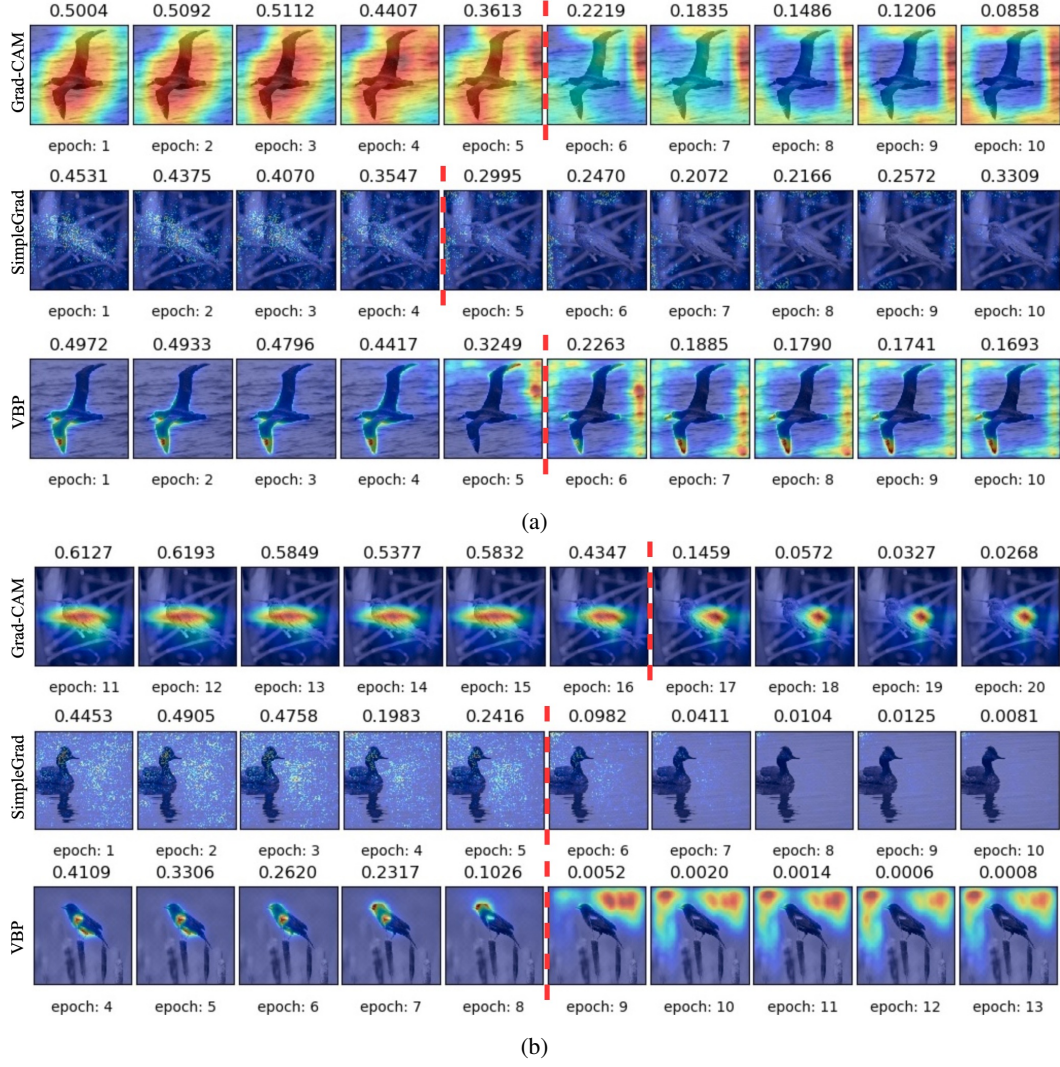 0.5004 0.5092 0.5112 0.4407 0.3613 0.2219 0.1835 0.1486 0.1206 0.0858
Grad-CAM
epoch: 1 epoch: 2 epoch: 3 epoch: 4 epoch: 5 epoch: 6 epoch: 7 epoch: 8 epoch: 9 epoch: 10
0.4531 0.4375 0.4070 0.3547 0.2995 0.2470 0.2072 0.2166 0.2572 0.3309
SimpleGrad
epoch: 1 epoch: 2 epoch: 3 epoch: 4 epoch: 5 epoch: 6 epoch: 7 epoch: 8 epoch: 9 epoch: 10
0.4972 0.4933 0.4796 0.4417 0.3249 0.2263 0.1885 0.1790 0.1741 0.1693
VBP
epoch: 1 epoch: 2 epoch: 3 epoch: 4 epoch: 5 epoch: 6 epoch: 7 epoch: 8 epoch: 9 epoch: 10
(a)
0.6127 0.6193 0.5849 0.5377 0.5832 0.4347 0.1459 0.0572 0.0327 0.0268
Grad-CAM
epoch: 11 epoch: 12 epoch: 13 epoch: 14 epoch: 15 epoch: 16 epoch: 17 epoch: 18 epoch: 19 epoch: 20
0.4453 0.4905 0.4758 0.1983 0.2416 0.0982 0.0411 0.0104 0.0125 0.0081
SimpleGrad
epoch: 1 epoch: 2 epoch: 3 epoch: 4 epoch: 5 epoch: 6 epoch: 7 epoch: 8 epoch: 9 epoch: 10
0.4109 0.3306 0.2620 0.2317 0.1026 0.0052 0.0020 0.0014 0.0006 0.0008
VBP
epoch: 4 epoch: 5 epoch: 6 epoch: 7 epoch: 8 epoch: 9 epoch: 10 epoch: 11 epoch: 12 epoch: 13
(b)